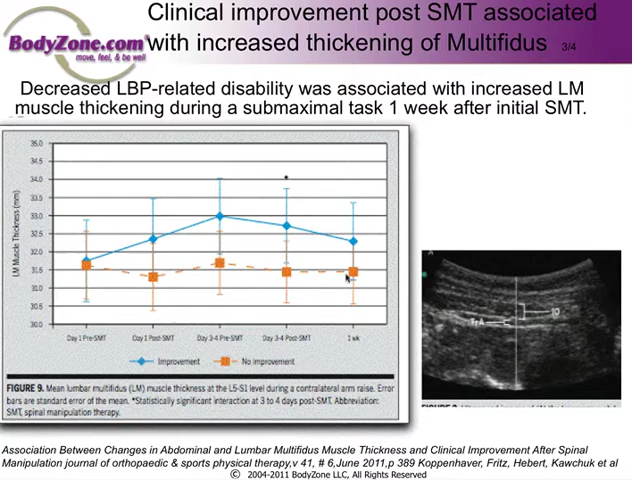 Clinical improvement post SMT associated
with increased thickening of Multifidus 3/4
BodyZone.com
move, feel, & be well
Decreased LBP-related disability was associated with increased LM
muscle thickening during a submaximal task 1 week after initial SMT.
35.0
34.5
34.0
33.5
33.0
32.5
32.0
31.5
31.0
30.5
30.0
LM Muscle Thickness (mm)
*
Day 1 Pre-SMT Day 1 Post-SMT Day 3-4 Pre-SMT Day 3-4 Post-SMT 1 wk
Improvement No improvement
FIGURE 9. Mean lumbar multifidus (LM) muscle thickness at the L5-S1 level during a contralateral arm raise. Error
bars are standard error of the mean. *Statistically significant interaction at 3 to 4 days post-SMT. Abbreviation:
SMT, spinal manipulation therapy.
A
IO
TrA
Association Between Changes in Abdominal and Lumbar Multifidus Muscle Thickness and Clinical Improvement After Spinal
Manipulation journal of orthopaedic & sports physical therapy,v 41, # 6,June 2011,p 389 Koppenhaver, Fritz, Hebert, Kawchuk et al
© 2004-2011 BodyZone LLC, All Rights Reserved